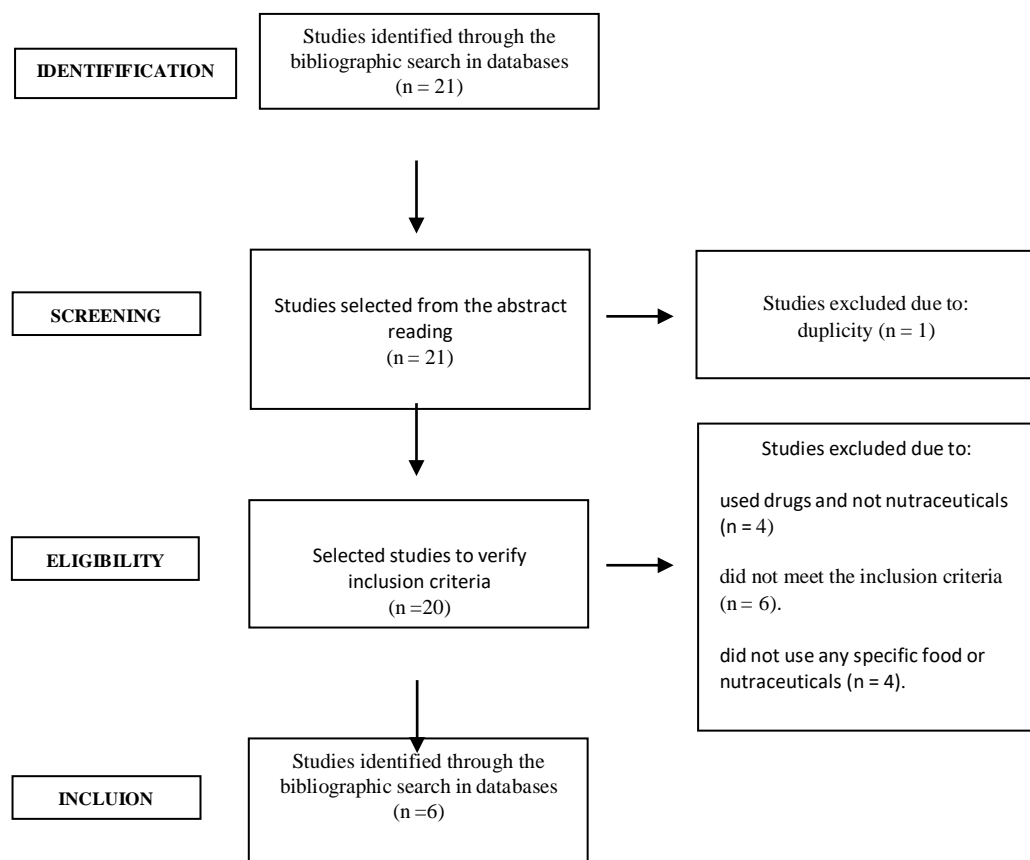 IDENTIFIFICATION
Studies identified through the
bibliographic search in databases
(n = 21)
SCREENING
Studies selected from the abstract
reading
(n = 21)
Studies excluded due to:
duplicity (n = 1)
ELIGIBILITY
Selected studies to verify
inclusion criteria
(n =20)
Studies excluded due to:
used drugs and not nutraceuticals
(n = 4)
did not meet the inclusion criteria
(n = 6).
did not use any specific food or
nutraceuticals (n = 4).
INCLUION
Studies identified through the
bibliographic search in databases
(n =6)